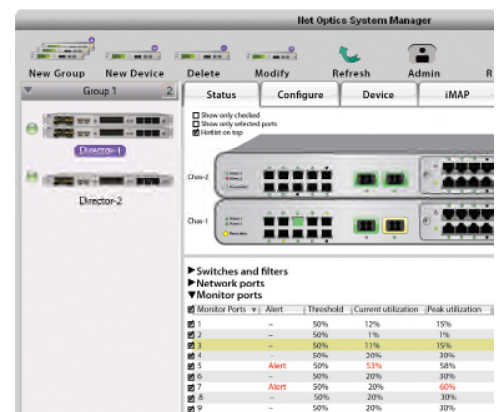 Net Optics System Manager
New Group New Device Delete Modify Refresh Admin R
Group 1 2
Status Configure Device iMAP
Show only checked
Show only selected ports
Hotlist on top
Director-1
Director-2
Chas-2
Chas-1
Switches and filters
Network ports
Monitor ports
Monitor Ports Alert Threshold Current utilization Peak utilization
1 – 50% 12% 15%
2 – 50% 1% 1%
3 – 50% 11% 15%
4 – 50% 20% 30%
5 Alert 50% 53% 58%
6 – 50% 20% 30%
7 Alert 50% 20% 60%
8 – 50% 20% 30%
9 – 50% 20% 30%